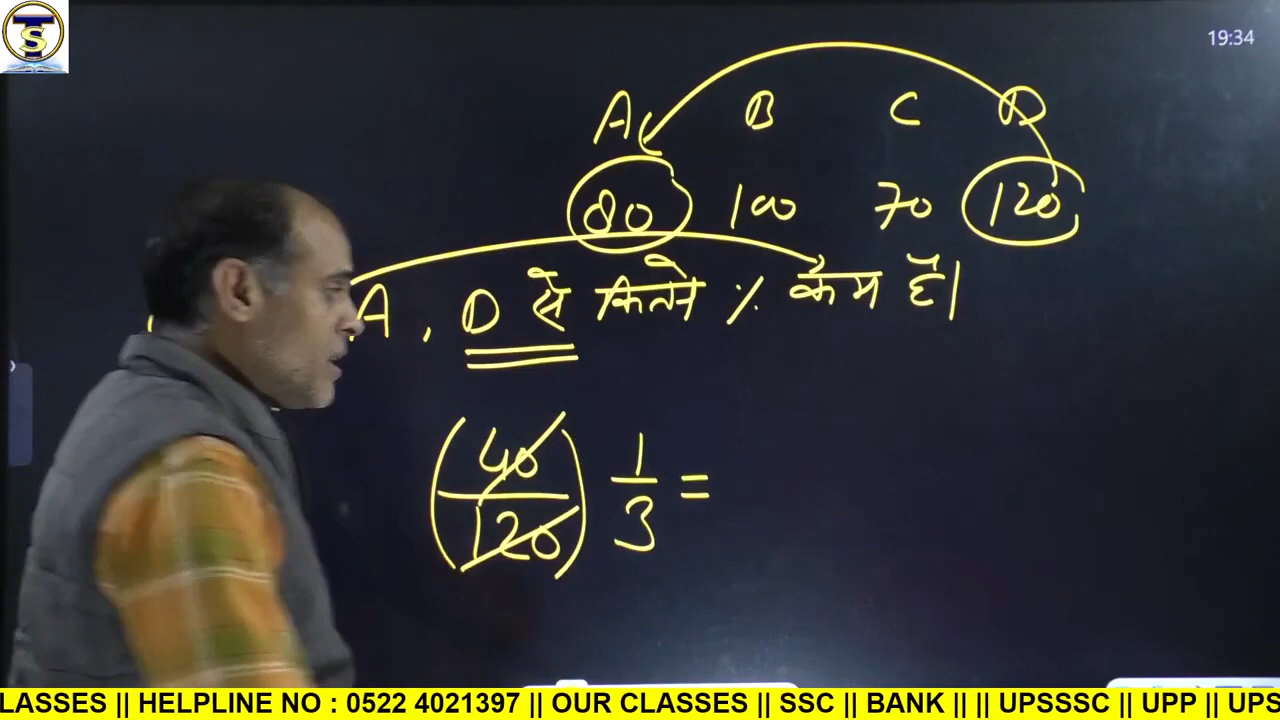 TS
19:34
A B C D
80 100 70 120
A, D से कितने % कम है।
(40/120) 1/3 =
LASSES || HELPLINE NO : 0522 4021397 || OUR CLASSES || SSC || BANK || || UPSSSC || UPP || UPS